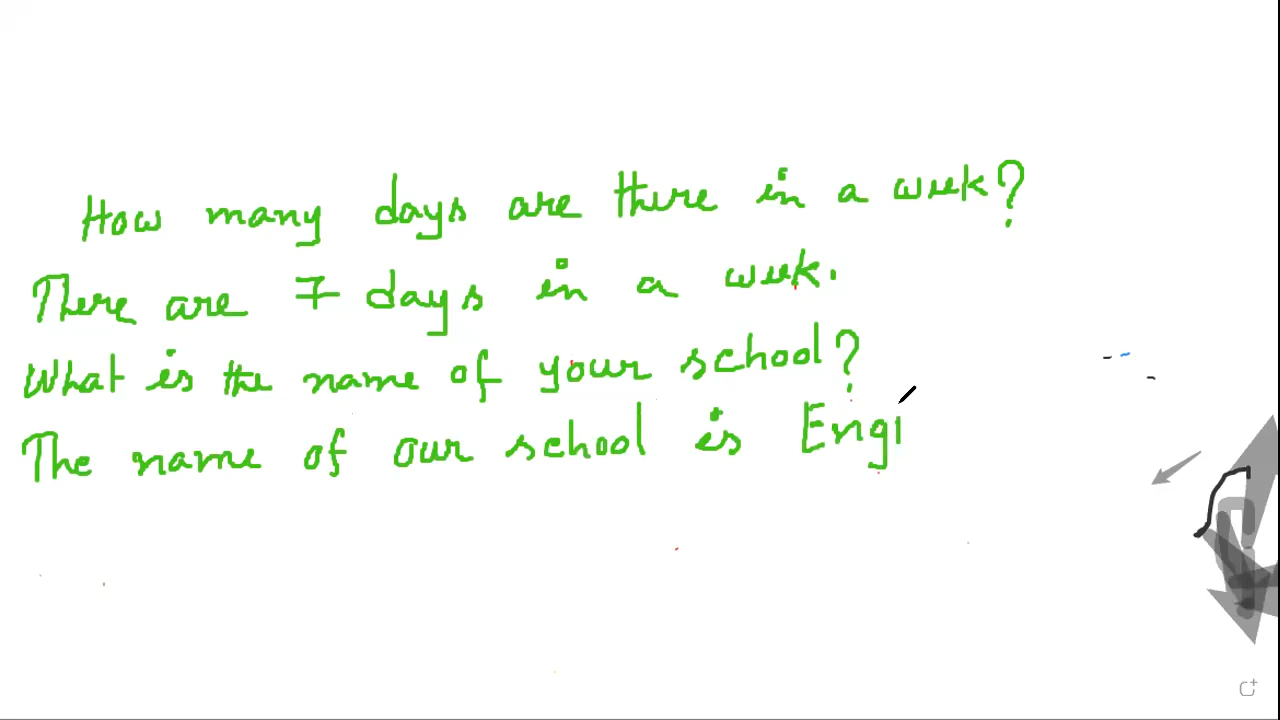 How many days are there in a week?
There are 7 days in a week.
What is the name of your school?
The name of our school is Engl